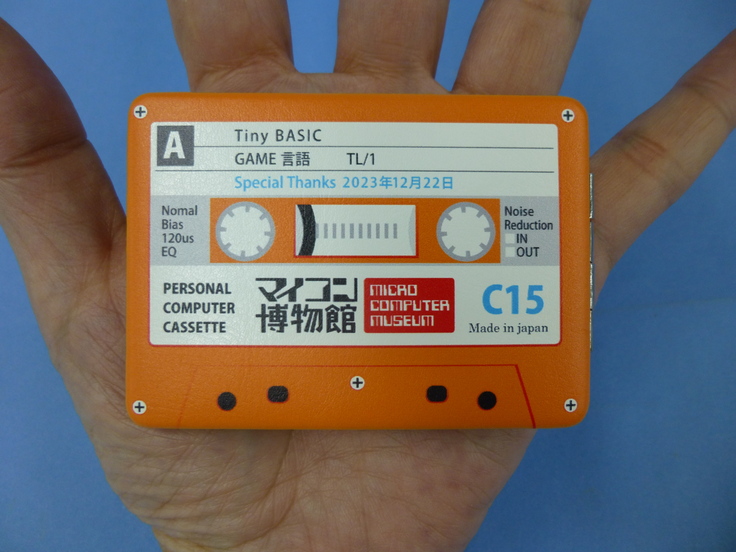 A
Tiny BASIC
GAME 言語 TL/1
Special Thanks 2023年12月22日
Nomal
Bias
120us
EQ
Noise
Reduction
IN
OUT
PERSONAL
COMPUTER
CASSETTE
マイコン
博物館
MICRO
COMPUTER
MUSEUM
C15
Made in japan